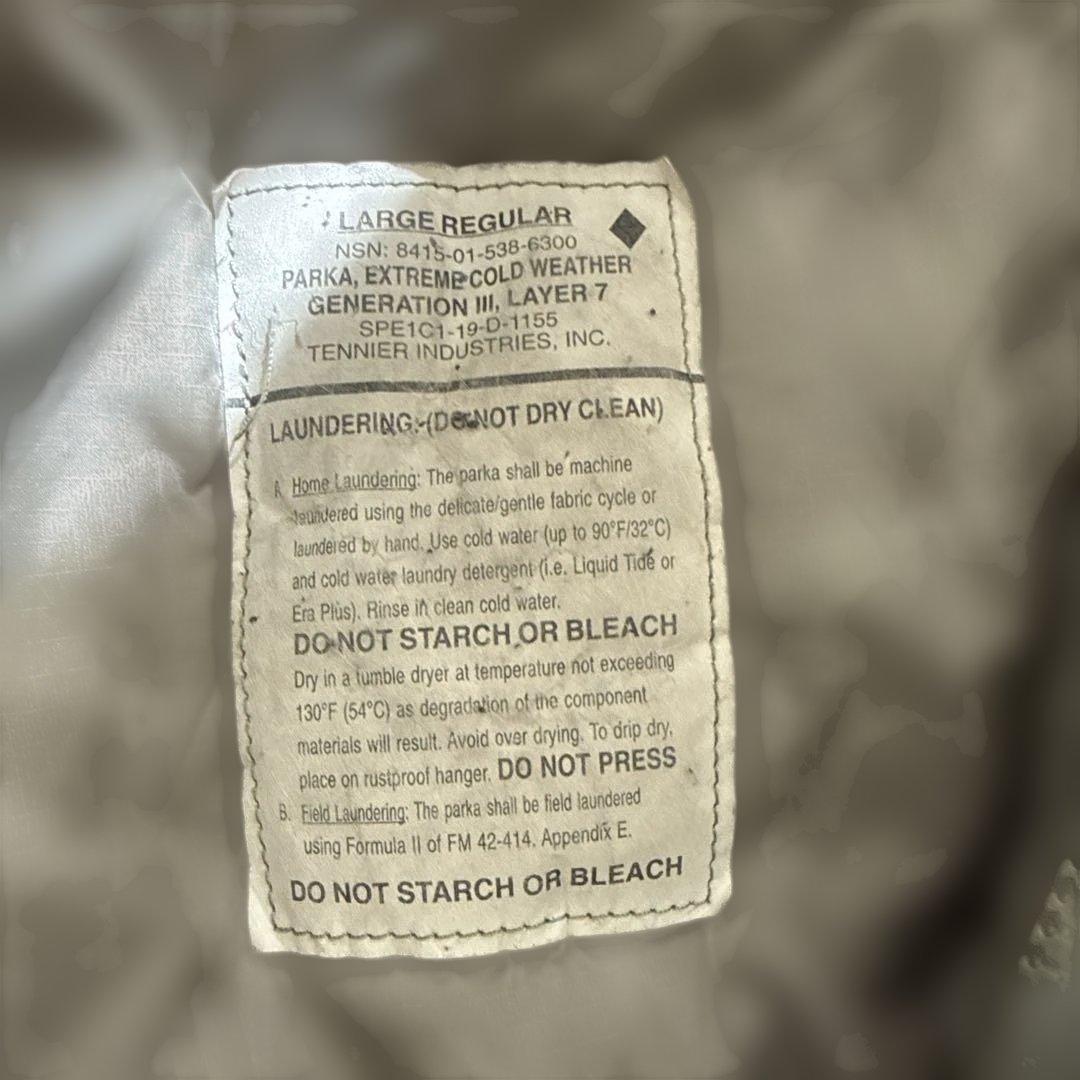 LARGE REGULAR
NSN: 8415-01-538-6300
PARKA, EXTREME COLD WEATHER
GENERATION III, LAYER 7
SPE1C1-19-D-1155
TENNIER INDUSTRIES, INC.
LAUNDERING:-(DO NOT DRY CLEAN)
A. Home Laundering: The parka shall be machine
laundered using the delicate/gentle fabric cycle or
laundered by hand. Use cold water (up to 90°F/32°C)
and cold water laundry detergent (i.e. Liquid Tide or
Era Plus). Rinse in clean cold water.
DO NOT STARCH OR BLEACH
Dry in a tumble dryer at temperature not exceeding
130°F (54°C) as degradation of the component
materials will result. Avoid over drying. To drip dry,
place on rustproof hanger. DO NOT PRESS
B. Field Laundering: The parka shall be field laundered
using Formula II of FM 42-414. Appendix E.
DO NOT STARCH OR BLEACH